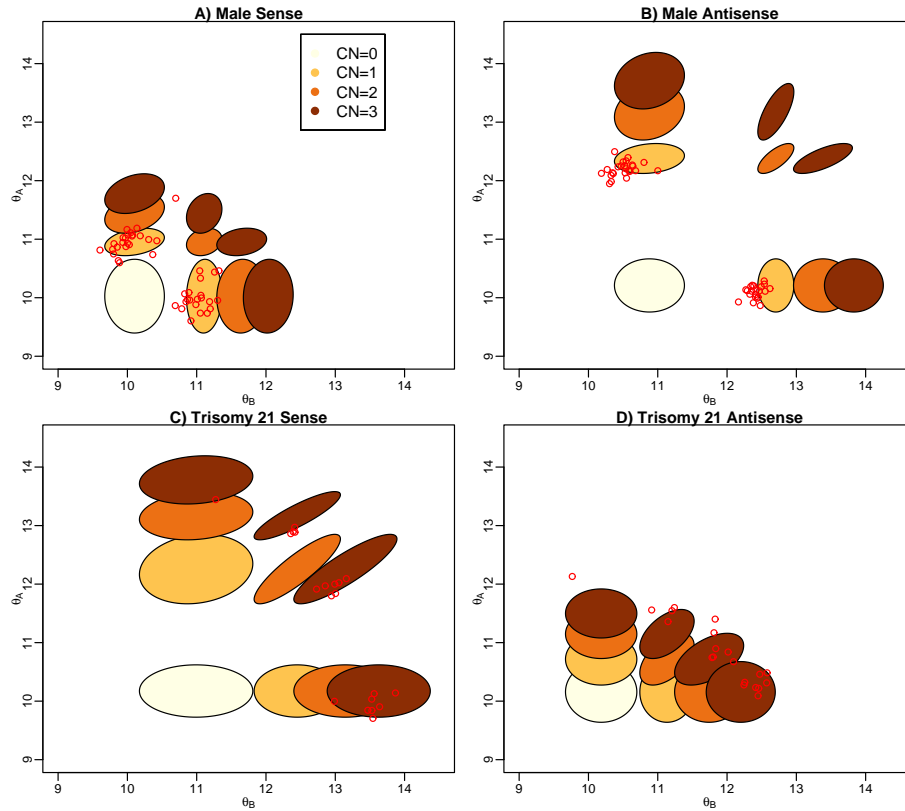 A) Male Sense
CN=0
CN=1
CN=2
CN=3
θA
14
13
12
11
10
9
9 10 11 12 13 14
θB
B) Male Antisense
θA
14
13
12
11
10
9
9 10 11 12 13 14
θB
C) Trisomy 21 Sense
θA
14
13
12
11
10
9
9 10 11 12 13 14
θB
D) Trisomy 21 Antisense
θA
14
13
12
11
10
9
9 10 11 12 13 14
θB